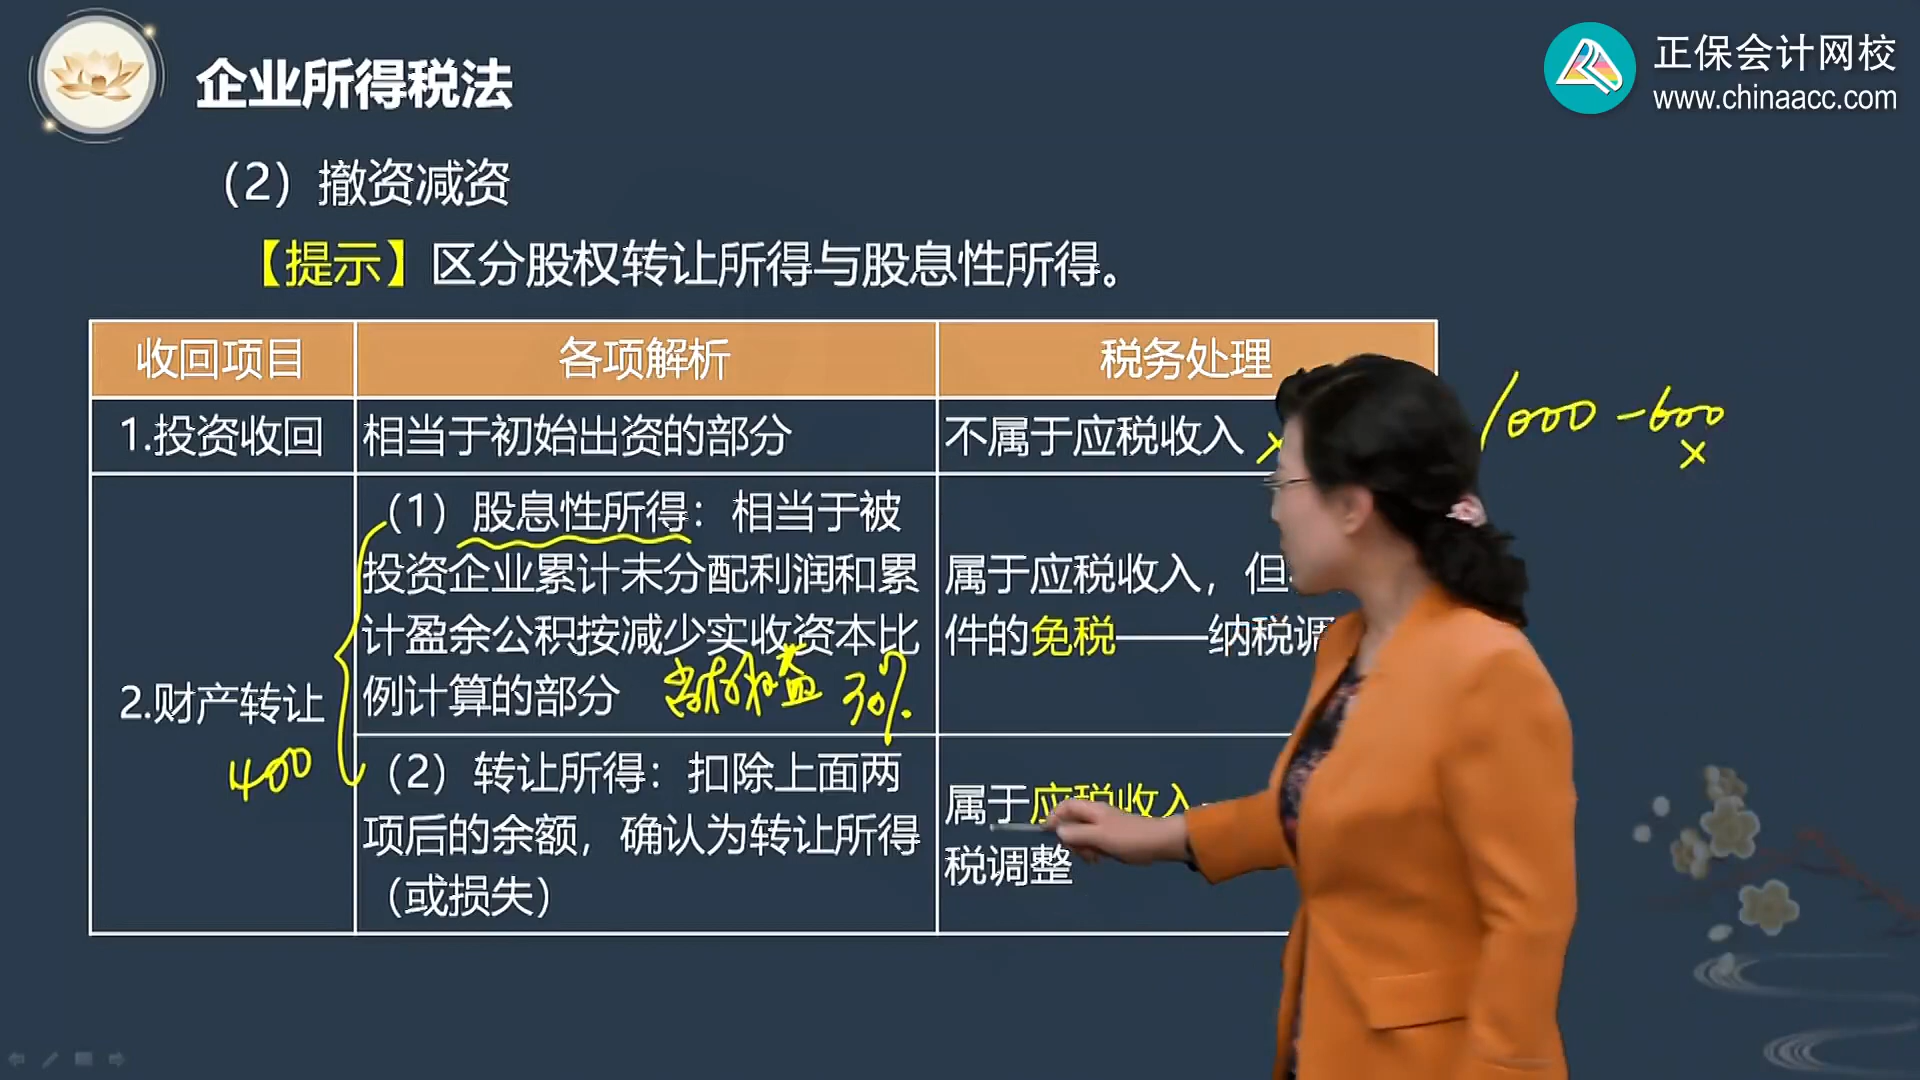 企业所得税法
正保会计网校
www.chinaacc.com
（2）撤资减资
【提示】区分股权转让所得与股息性所得。
收回项目 各项解析 税务处理
1.投资收回 相当于初始出资的部分 不属于应税收入 ×
1000-600
×
2.财产转让
400
（1）股息性所得：相当于被
投资企业累计未分配利润和累
计盈余公积按减少实收资本比
例计算的部分 30%
属于应税收入，但
件的免税——纳税调
（2）转让所得：扣除上面两
项后的余额，确认为转让所得
（或损失）
属于应税收入
税调整